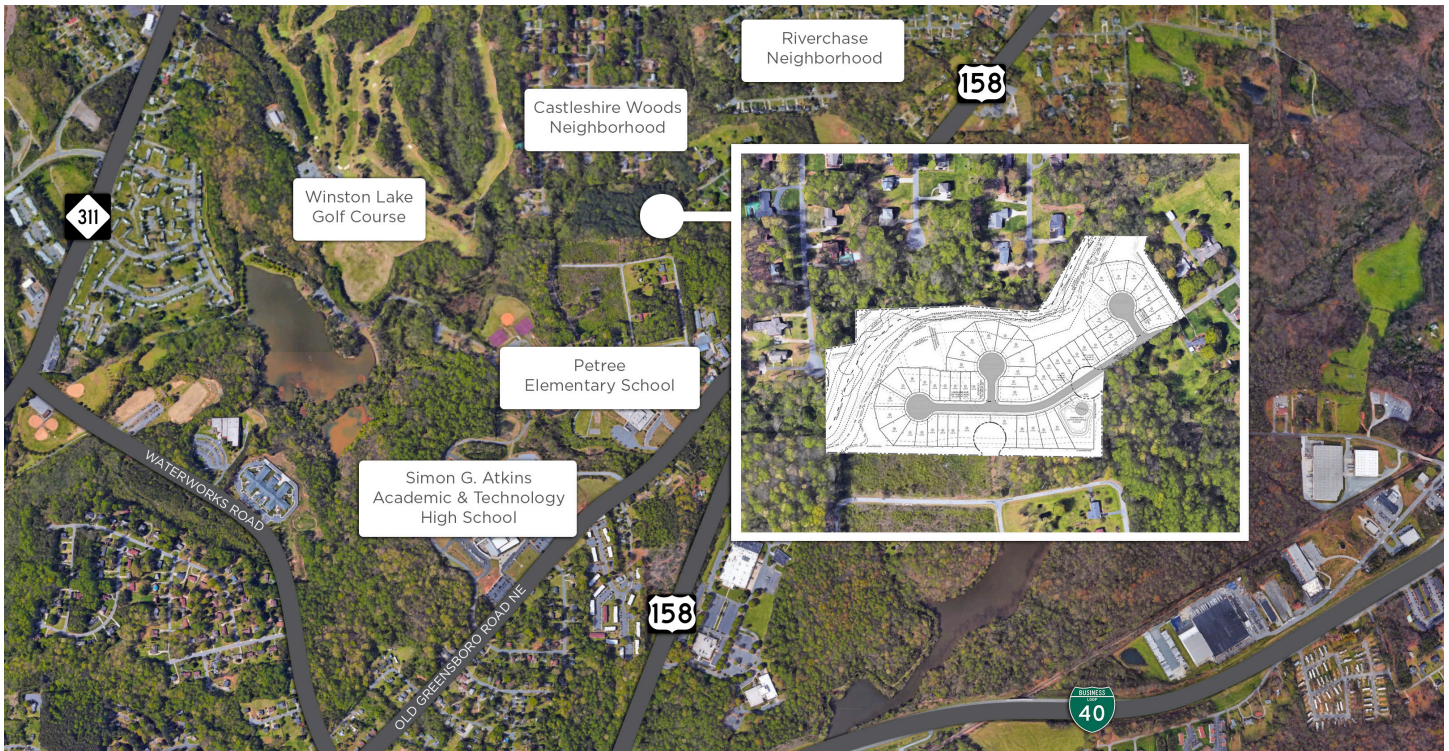 Riverchase
Neighborhood
158
Castleshire Woods
Neighborhood
Winston Lake
Golf Course
311
Petree
Elementary School
Simon G. Atkins
Academic & Technology
High School
WATERWORKS ROAD
OLD GREENSBORO ROAD NE
158
BUSINESS
LOOP
40